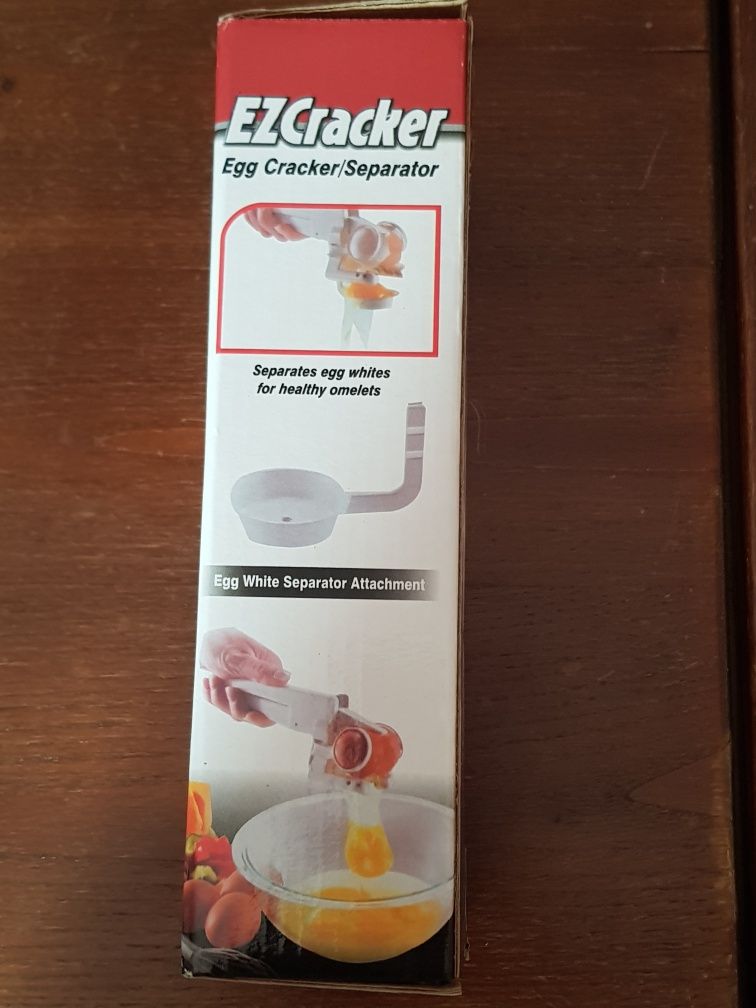 EZCracker
Egg Cracker/Separator
Separates egg whites
for healthy omelets
Egg White Separator Attachment